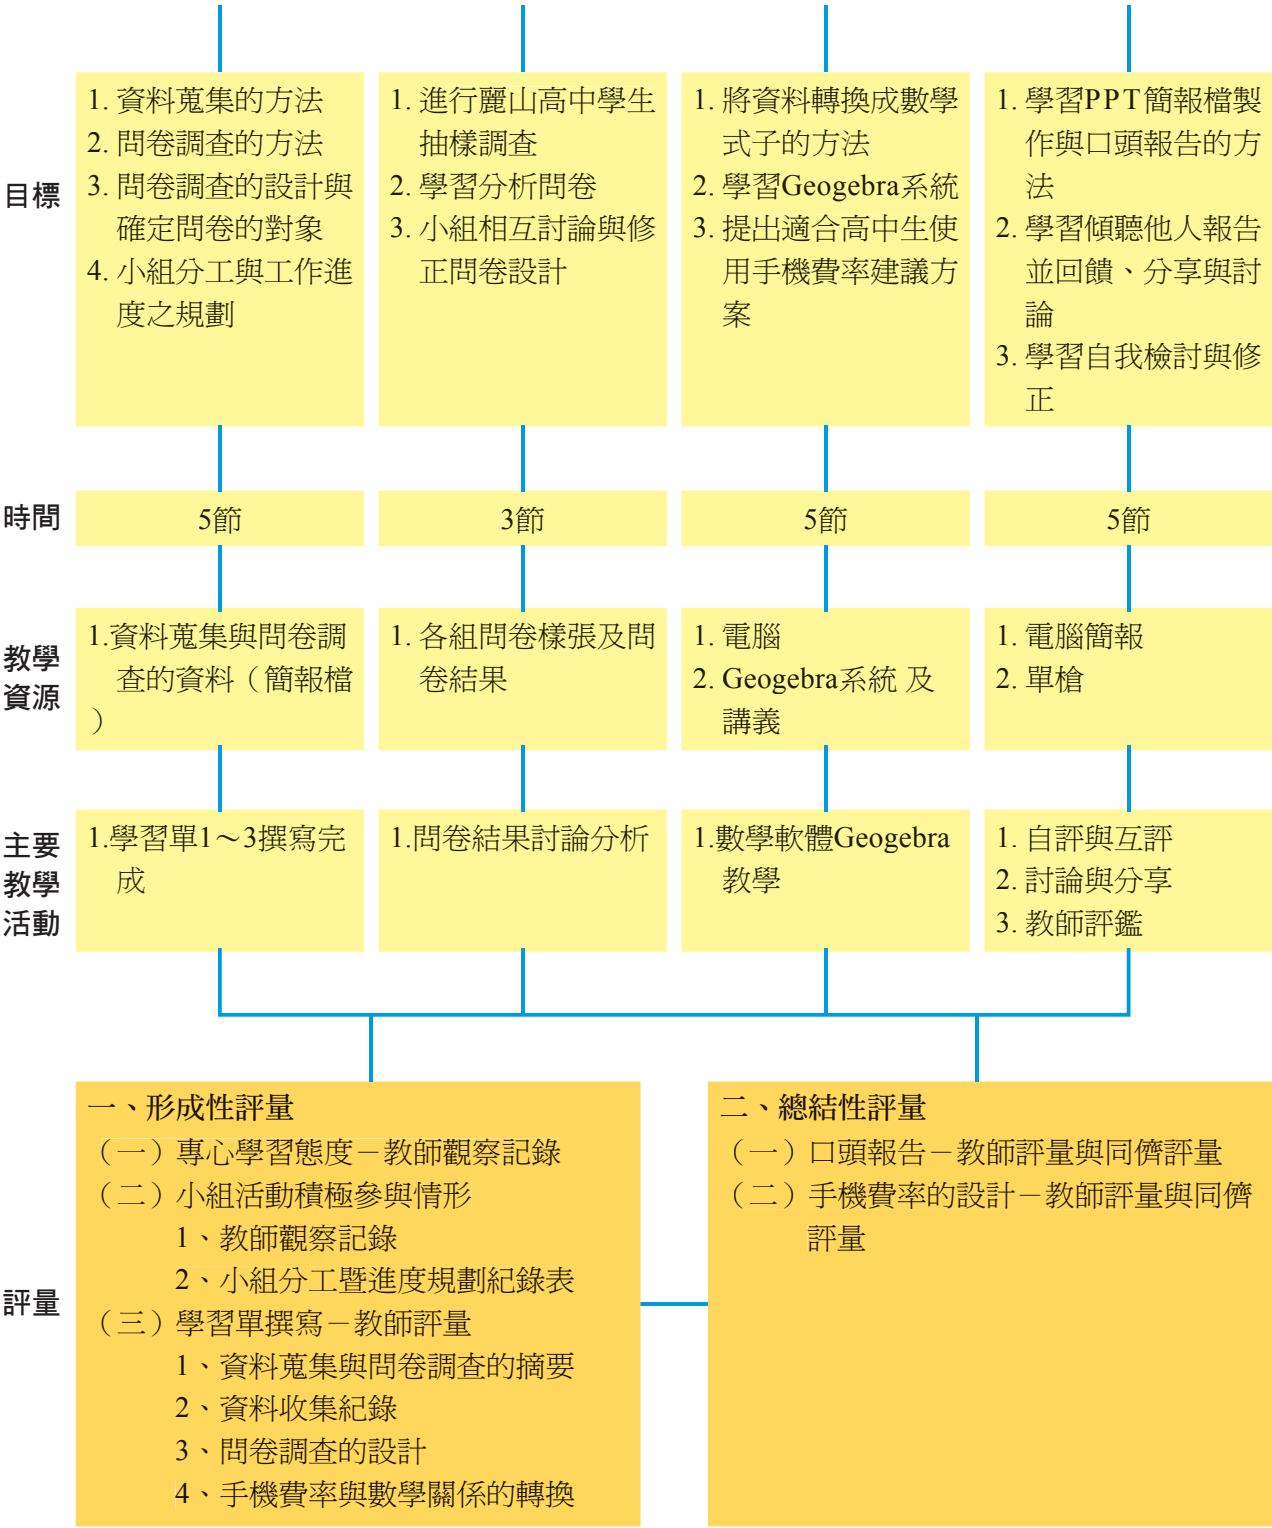 目標
1. 資料蒐集的方法
2. 問卷調查的方法
3. 問卷調查的設計與
確定問卷的對象
4. 小組分工與工作進
度之規劃
1. 進行麗山高中學生
抽樣調查
2. 學習分析問卷
3. 小組相互討論與修
正問卷設計
1. 將資料轉換成數學
式子的方法
2. 學習Geogebra系統
3. 提出適合高中生使
用手機費率建議方
案
1. 學習PPT簡報檔製
作與口頭報告的方
法
2. 學習傾聽他人報告
並回饋、分享與討
論
3. 學習自我檢討與修
正
時間
5節
3節
5節
5節
教學
資源
1.資料蒐集與問卷調
查的資料（簡報檔
）
1. 各組問卷樣張及問
卷結果
1. 電腦
2. Geogebra系統 及
講義
1. 電腦簡報
2. 單槍
主要
教學
活動
1.學習單1～3撰寫完
成
1.問卷結果討論分析
1.數學軟體Geogebra
教學
1. 自評與互評
2. 討論與分享
3. 教師評鑑
評量
一、形成性評量
（一）專心學習態度－教師觀察記錄
（二）小組活動積極參與情形
1、教師觀察記錄
2、小組分工暨進度規劃紀錄表
（三）學習單撰寫－教師評量
1、資料蒐集與問卷調查的摘要
2、資料收集紀錄
3、問卷調查的設計
4、手機費率與數學關係的轉換
二、總結性評量
（一）口頭報告－教師評量與同儕評量
（二）手機費率的設計－教師評量與同儕
評量